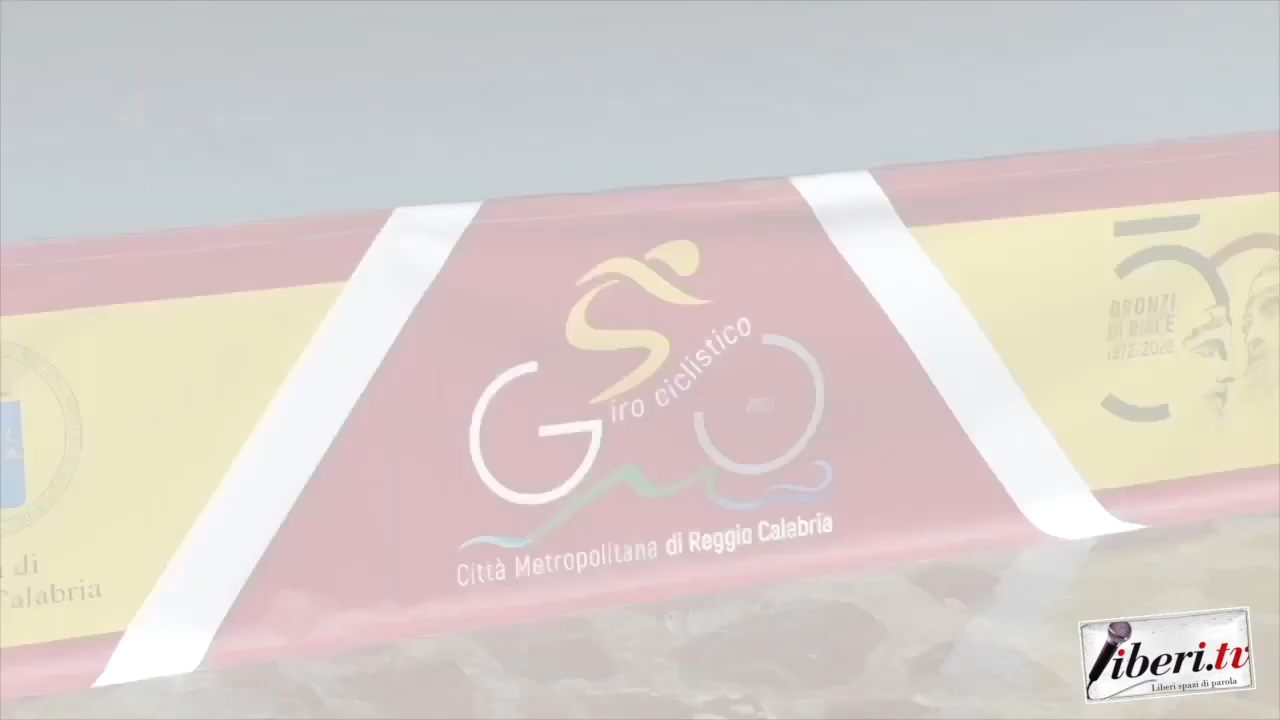 Giro ciclistico
Città Metropolitana di Reggio Calabria
BRONZI
DI RIACE
1972-2022
di
Calabria
liberi.tv
Liberi spazi di parola